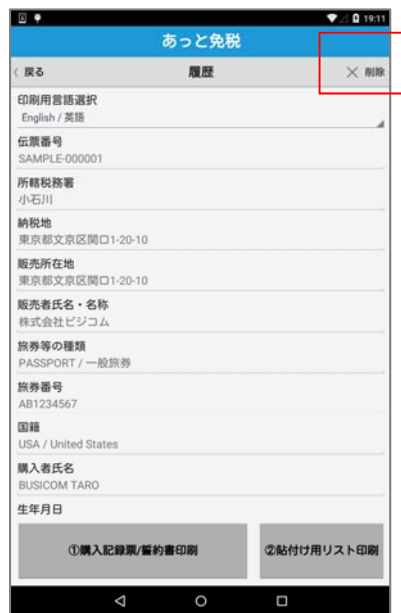 19:11
あっと免税
戻る
履歴
削除
印刷用言語選択
English / 英語
伝票番号
SAMPLE-000001
所轄税務署
小石川
納税地
東京都文京区関口1-20-10
販売所在地
東京都文京区関口1-20-10
販売者氏名・名称
株式会社ビジコム
旅券等の種類
PASSPORT / 一般旅券
旅券番号
AB1234567
国籍
USA / United States
購入者氏名
BUSICOM TARO
生年月日
①購入記録票/誓約書印刷
②貼付け用リスト印刷